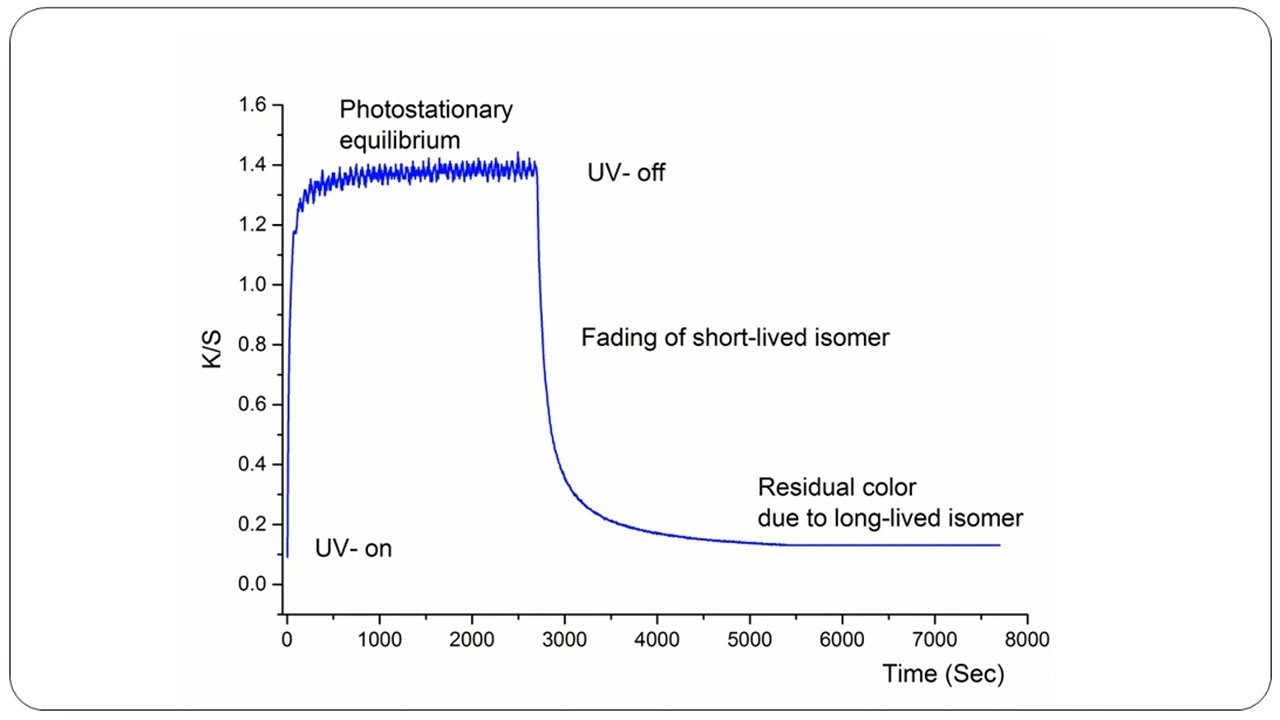 1.6
Photostationary
equilibrium
1.4
UV- off
1.2
1.0
0.8
Fading of short-lived isomer
K/S
0.6
0.4
Residual color
due to long-lived isomer
0.2
UV- on
0.0
0 1000 2000 3000 4000 5000 6000 7000 8000
Time (Sec)